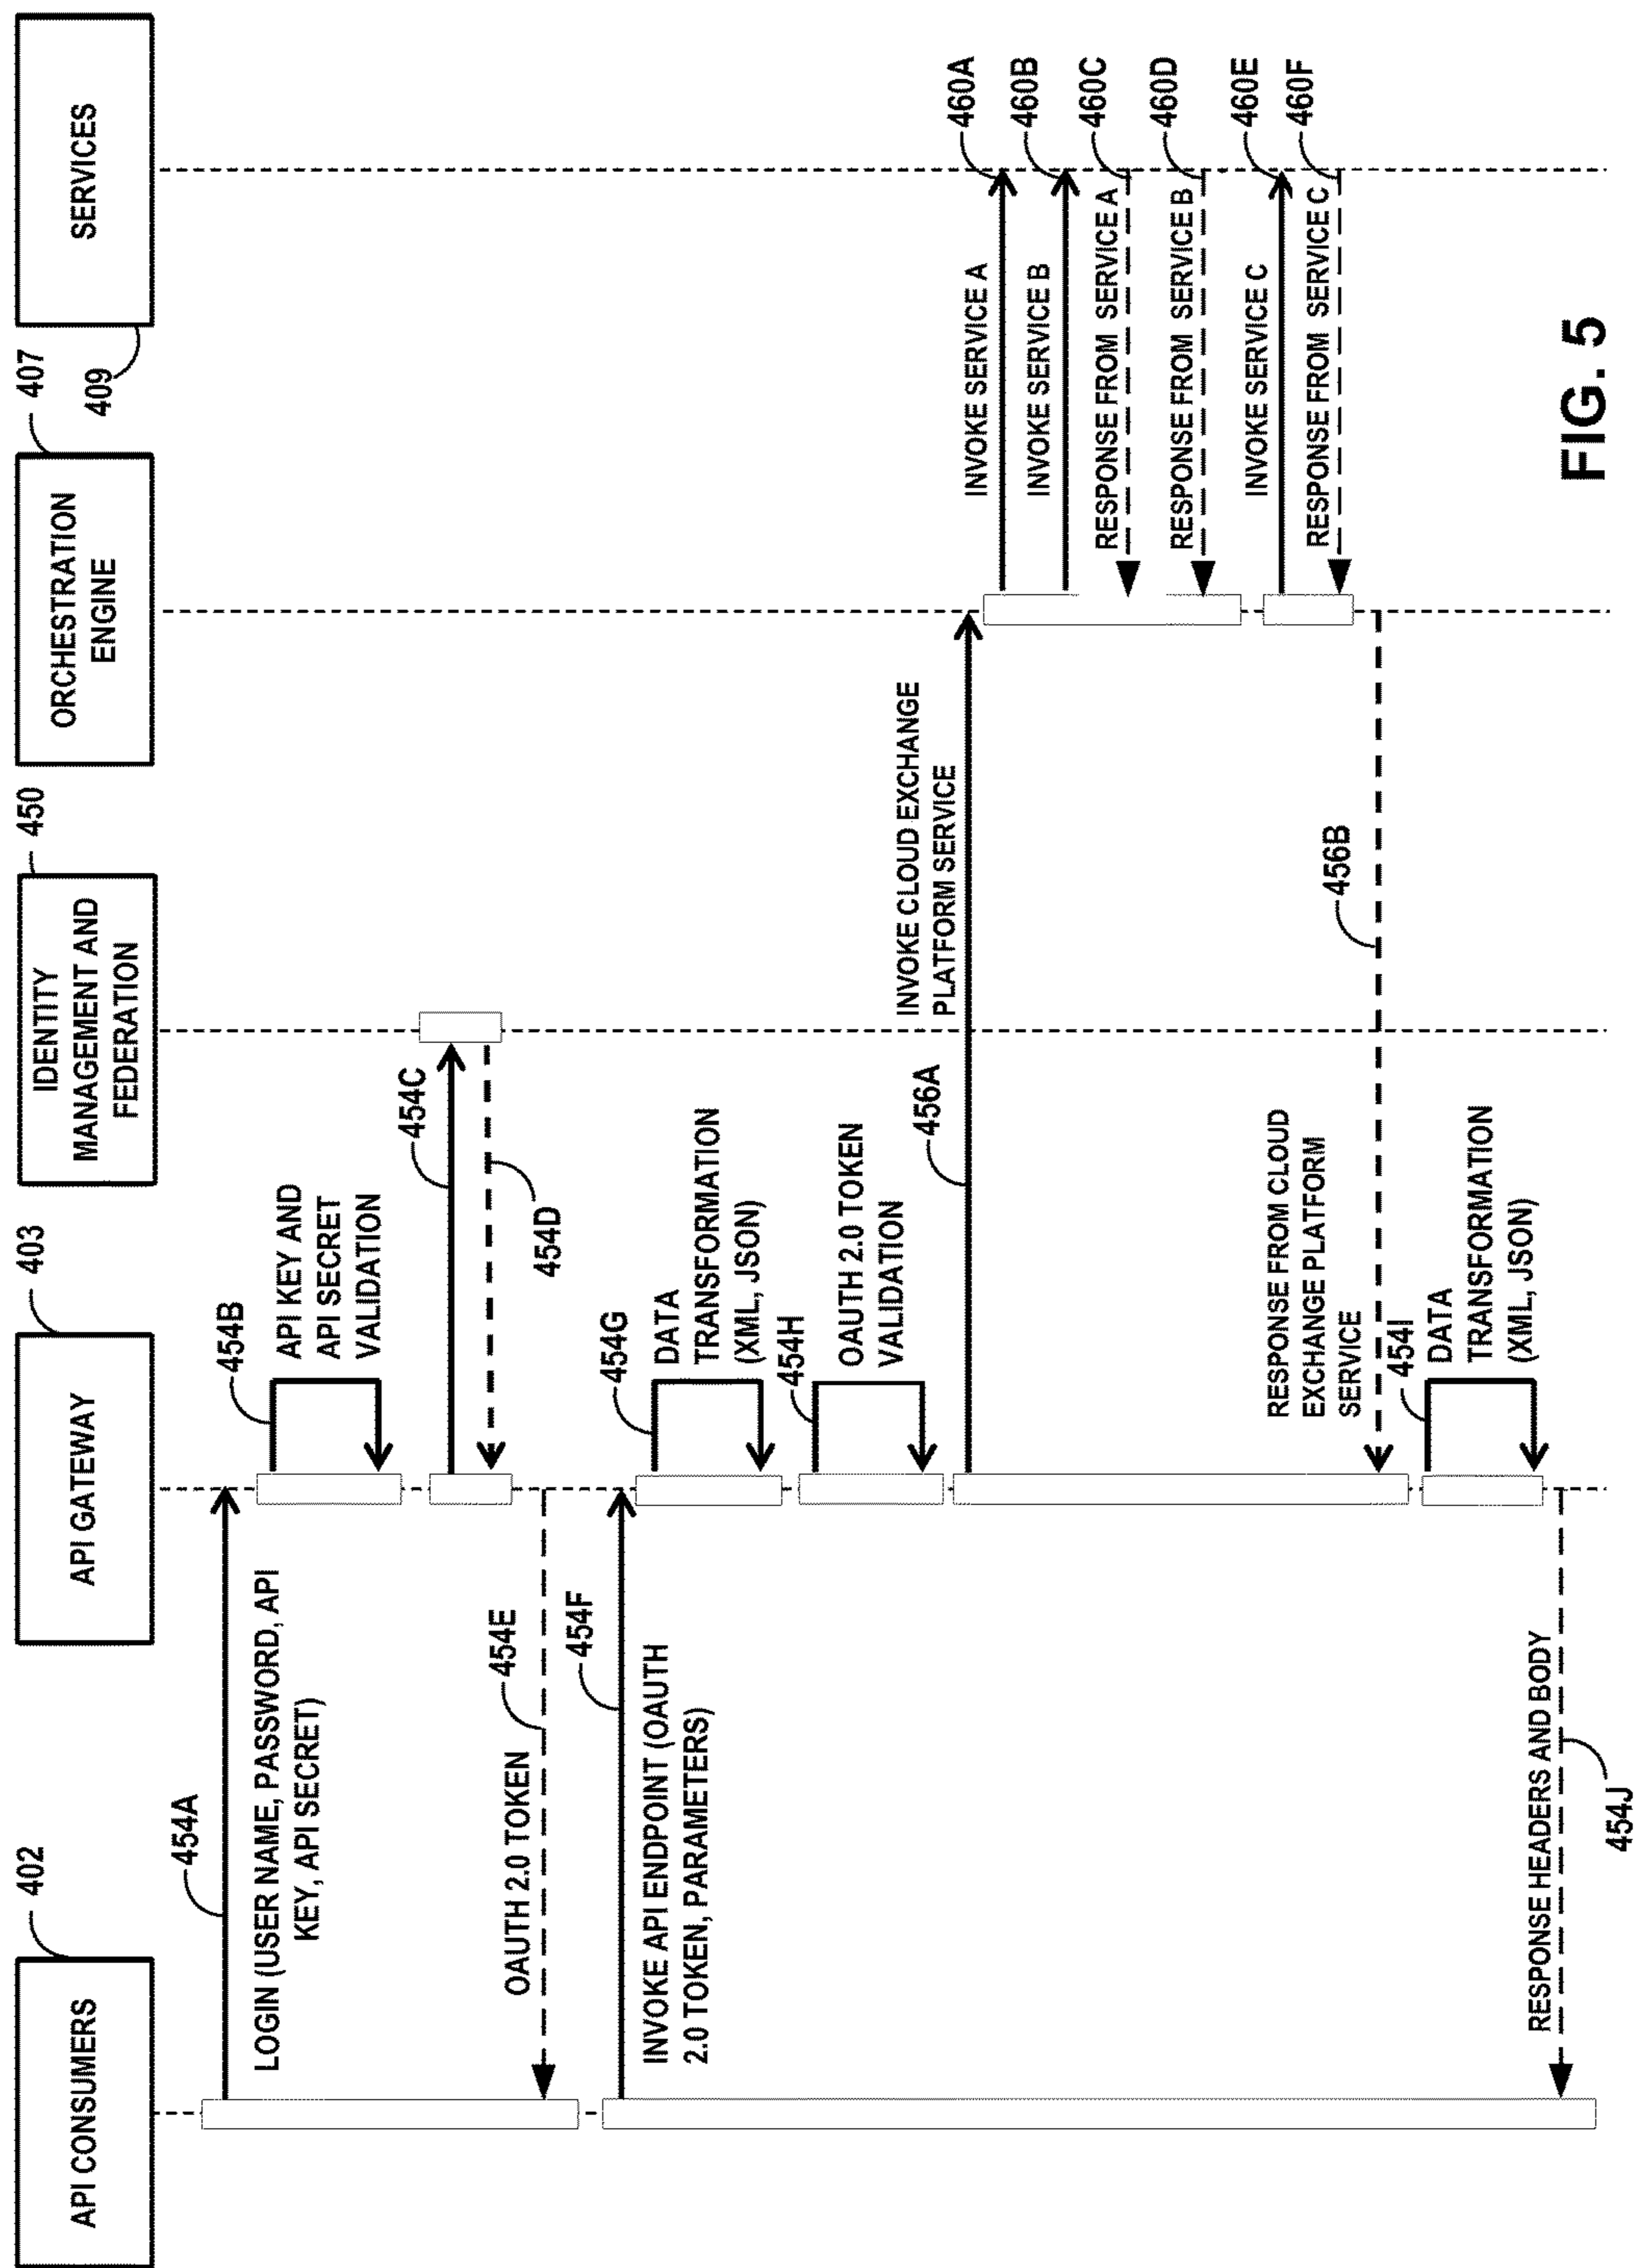 API CONSUMERS
402
API GATEWAY
403
IDENTITY
MANAGEMENT AND
FEDERATION
450
ORCHESTRATION
ENGINE
407
SERVICES
409
454A
LOGIN (USER NAME, PASSWORD, API
KEY, API SECRET)
454B
API KEY AND
API SECRET
VALIDATION
454C
454D
454E
OAUTH 2.0 TOKEN
454F
INVOKE API ENDPOINT (OAUTH
2.0 TOKEN, PARAMETERS)
454G
DATA
TRANSFORMATION
(XML, JSON)
454H
OAUTH 2.0 TOKEN
VALIDATION
456A
INVOKE CLOUD EXCHANGE
PLATFORM SERVICE
INVOKE SERVICE A
460A
INVOKE SERVICE B
460B
RESPONSE FROM SERVICE A
460C
RESPONSE FROM SERVICE B
460D
INVOKE SERVICE C
460E
RESPONSE FROM SERVICE C
460F
RESPONSE FROM CLOUD
EXCHANGE PLATFORM
SERVICE
456B
454I
DATA
TRANSFORMATION
(XML, JSON)
RESPONSE HEADERS AND BODY
454J
FIG. 5